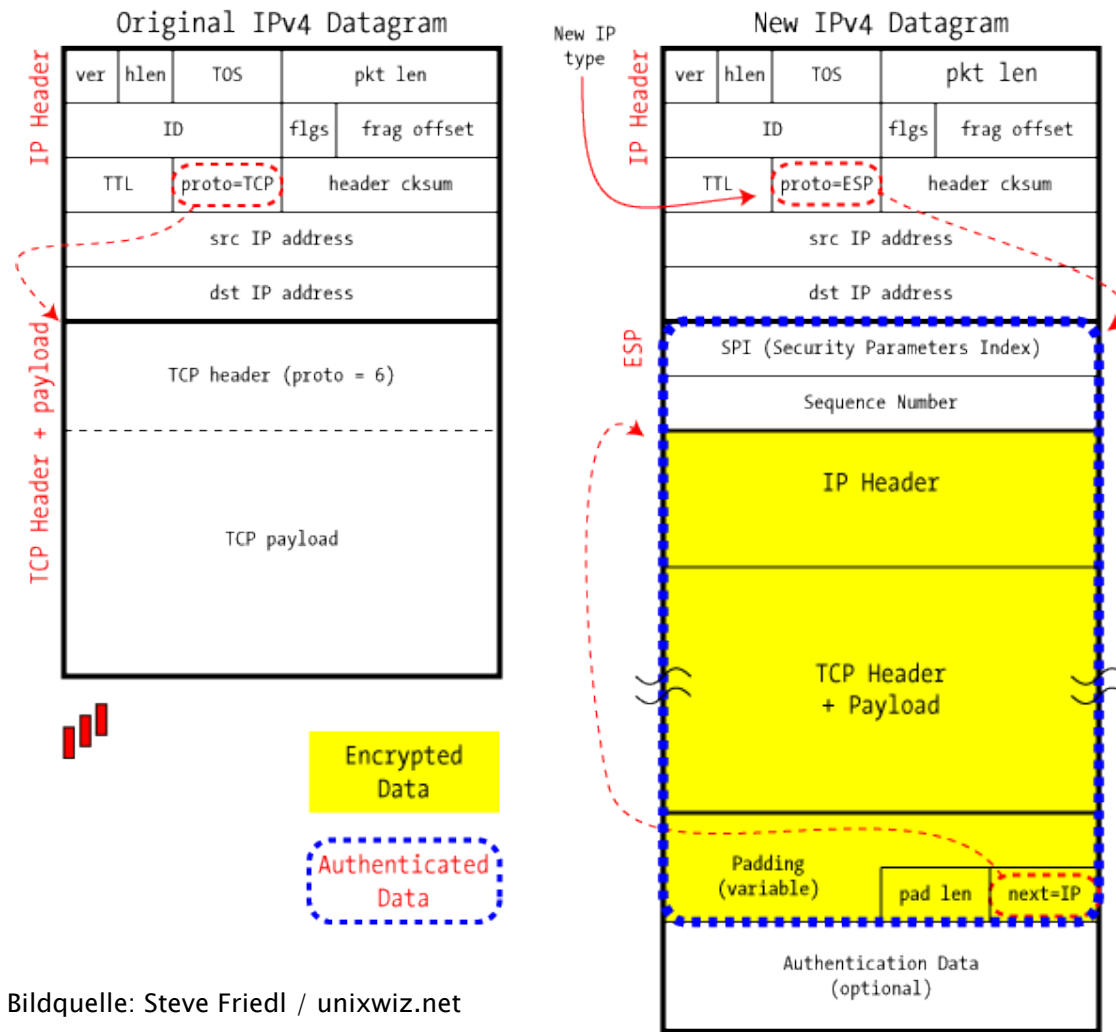 Original IPv4 Datagram
IP Header
ver hlen TOS pkt len
ID flgs frag offset
TTL proto=TCP header cksum
src IP address
dst IP address
TCP Header + payload
TCP header (proto = 6)
TCP payload
Encrypted
Data
Authenticated
Data
Bildquelle: Steve Friedl / unixwiz.net
New IPv4 Datagram
New IP
type
IP Header
ver hlen TOS pkt len
ID flgs frag offset
TTL proto=ESP header cksum
src IP address
dst IP address
ESP
SPI (Security Parameters Index)
Sequence Number
IP Header
TCP Header
+ Payload
Padding
(variable)
pad len next=IP
Authentication Data
(optional)